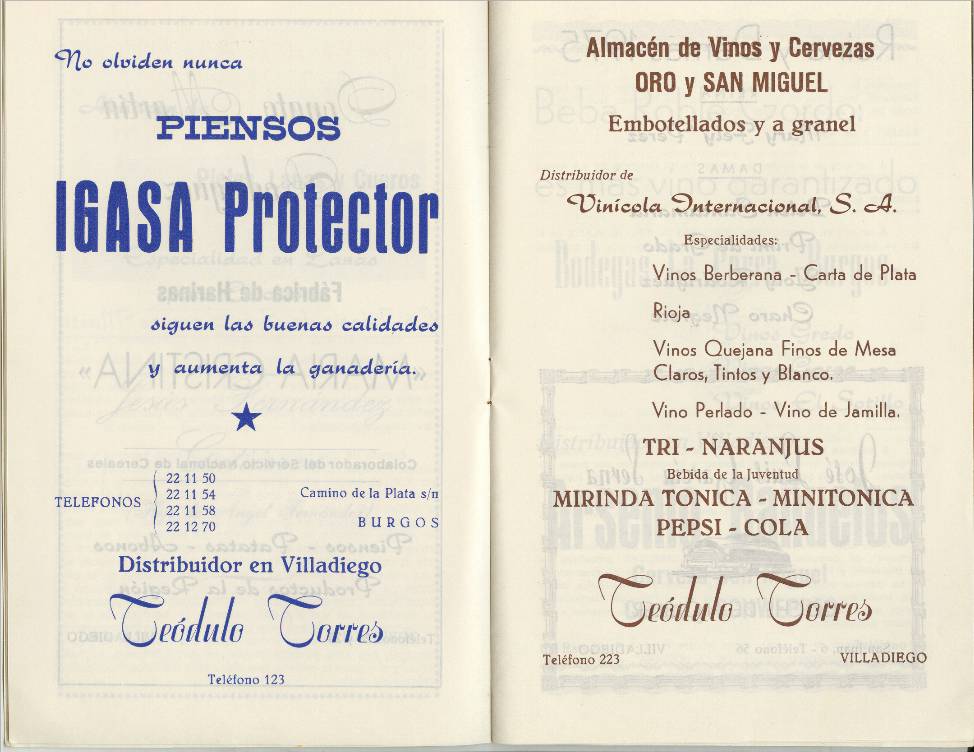 No olviden nunca
PIENSOS
IGASA Protector
siguen las buenas calidades
y aumenta la ganadería.
TELEFONOS
22 11 50
22 11 54
22 11 58
22 12 70
Camino de la Plata s/n
BURGOS
Distribuidor en Villadiego
Teódulo Torres
Teléfono 123
Almacén de Vinos y Cervezas
ORO y SAN MIGUEL
Embotellados y a granel
Distribuidor de
Vinícola Internacional, S. A.
Especialidades:
Vinos Berberana - Carta de Plata
Rioja
Vinos Quejana Finos de Mesa
Claros, Tintos y Blanco.
Vino Perlado - Vino de Jamilla.
TRI - NARANJUS
Bebida de la Juventud
MIRINDA TONICA - MINITONICA
PEPSI - COLA
Teódulo Torres
Teléfono 223
VILLADIEGO